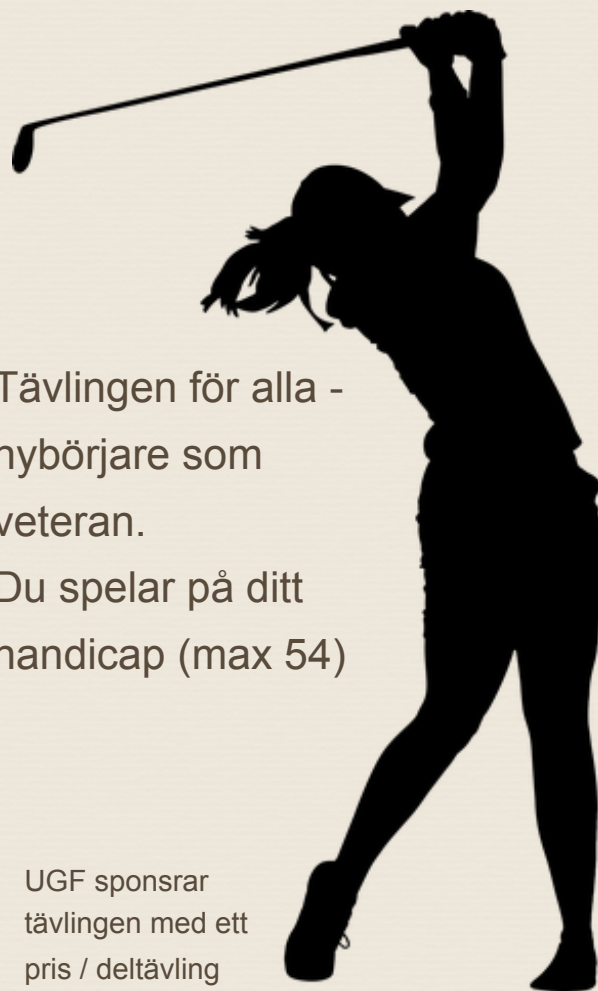 Tävlingen för alla -
nybörjare som
veteran.
Du spelar på ditt
handicap (max 54)
UGF sponsrar
tävlingen med ett
pris / deltävling